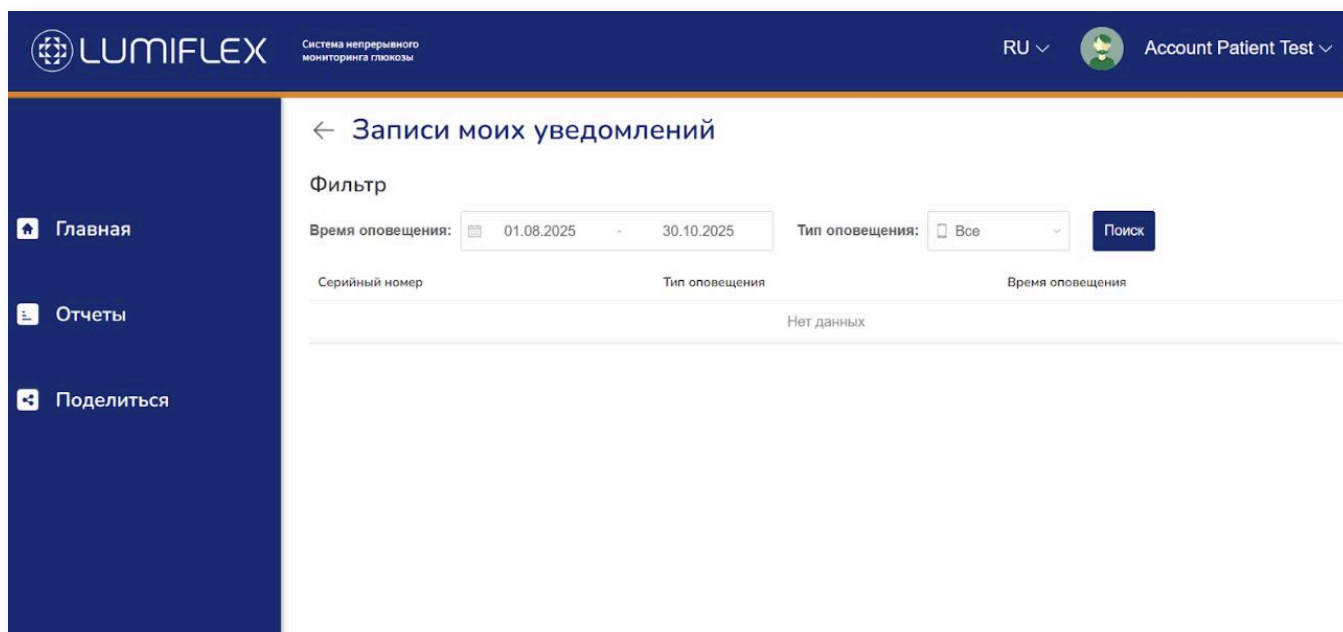 LUMIFLEX
Система непрерывного
мониторинга глюкозы
RU
Account Patient Test
← Записи моих уведомлений
Фильтр
Главная
Время оповещения: 01.08.2025 - 30.10.2025 Тип оповещения: Все Поиск
Серийный номер Тип оповещения Время оповещения
Отчеты
Нет данных
Поделиться